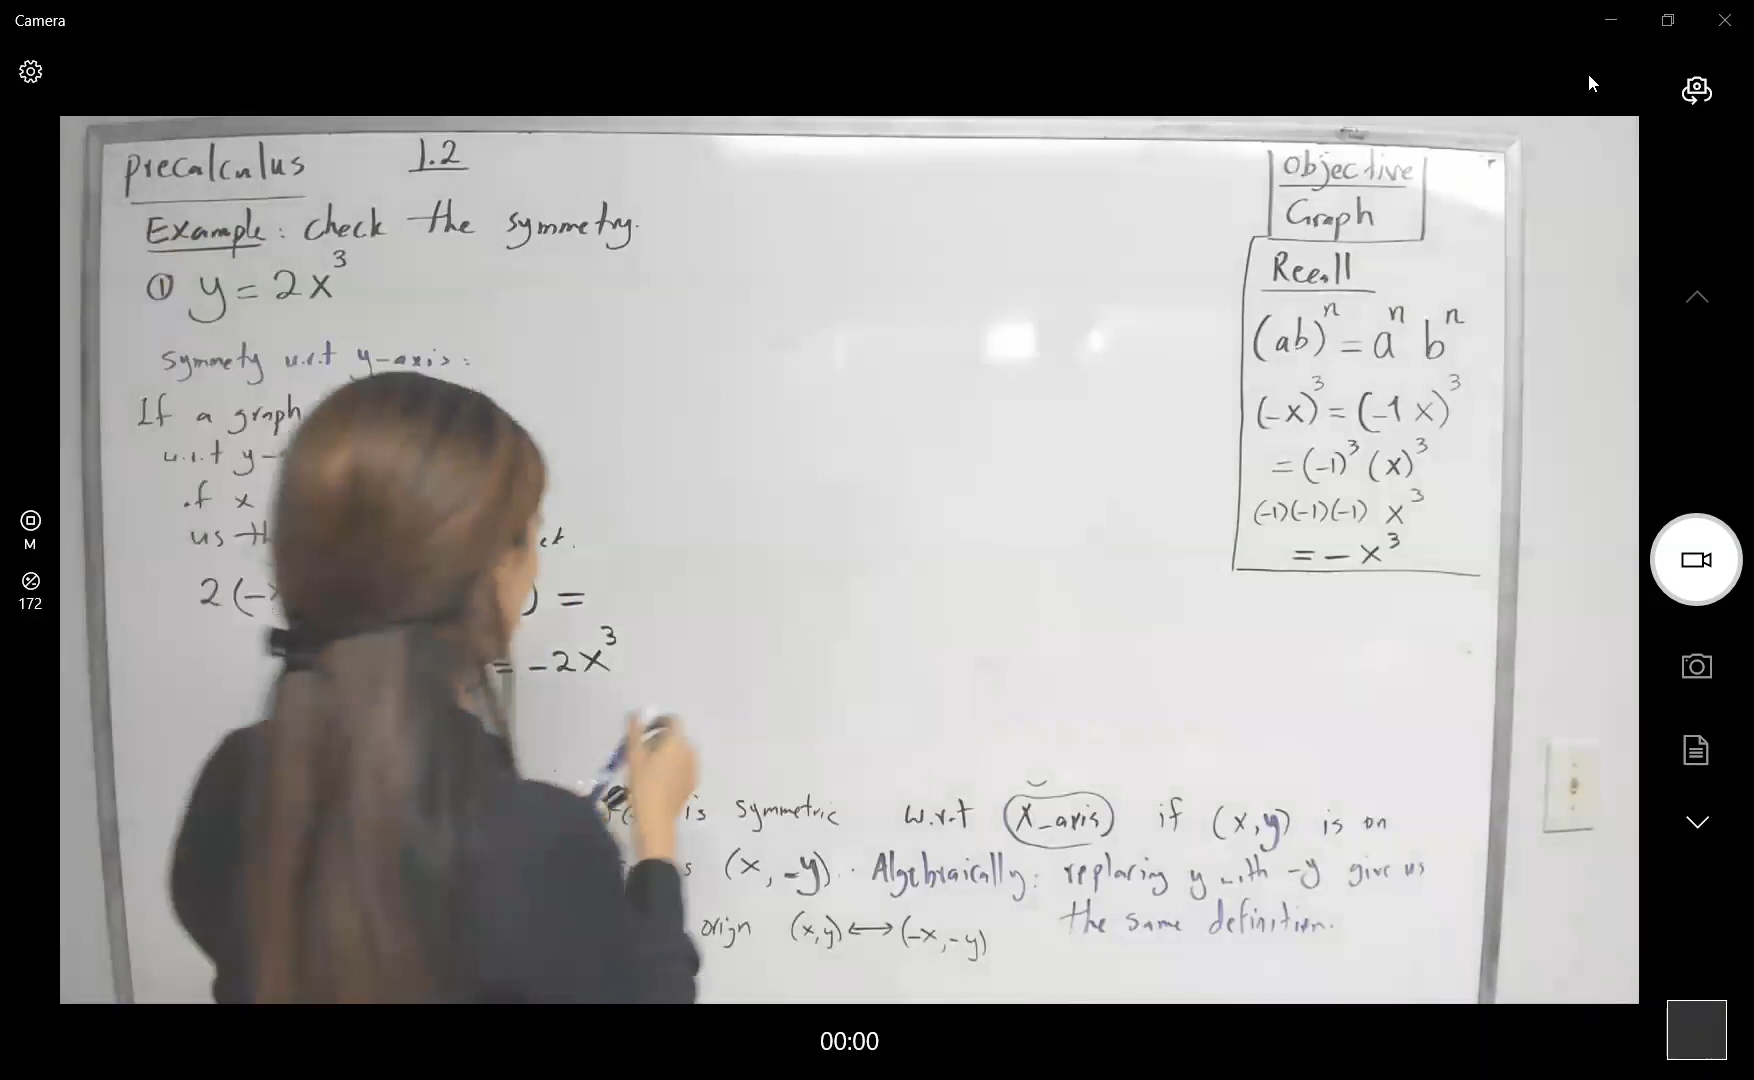 Camera
precalculus 1.2
Example: check the symmetry.
① y = 2x³
Symmety w.r.t y-axis:
If a graph
w.r.t y-
of x
us th
2(-x ) =
= -2x³
is symmetric w.r.t x-axis if (x,y) is on
s (x, -y). Algebraically: replacing y with -y give us
the same definition.
orign (x,y) ⟷ (-x,-y)
Objective
Graph
Recall
(ab)ⁿ = aⁿ bⁿ
(-x)³ = (-1 x)³
= (-1)³ (x)³
(-1)(-1)(-1) x³
= - x³
M
172
00:00